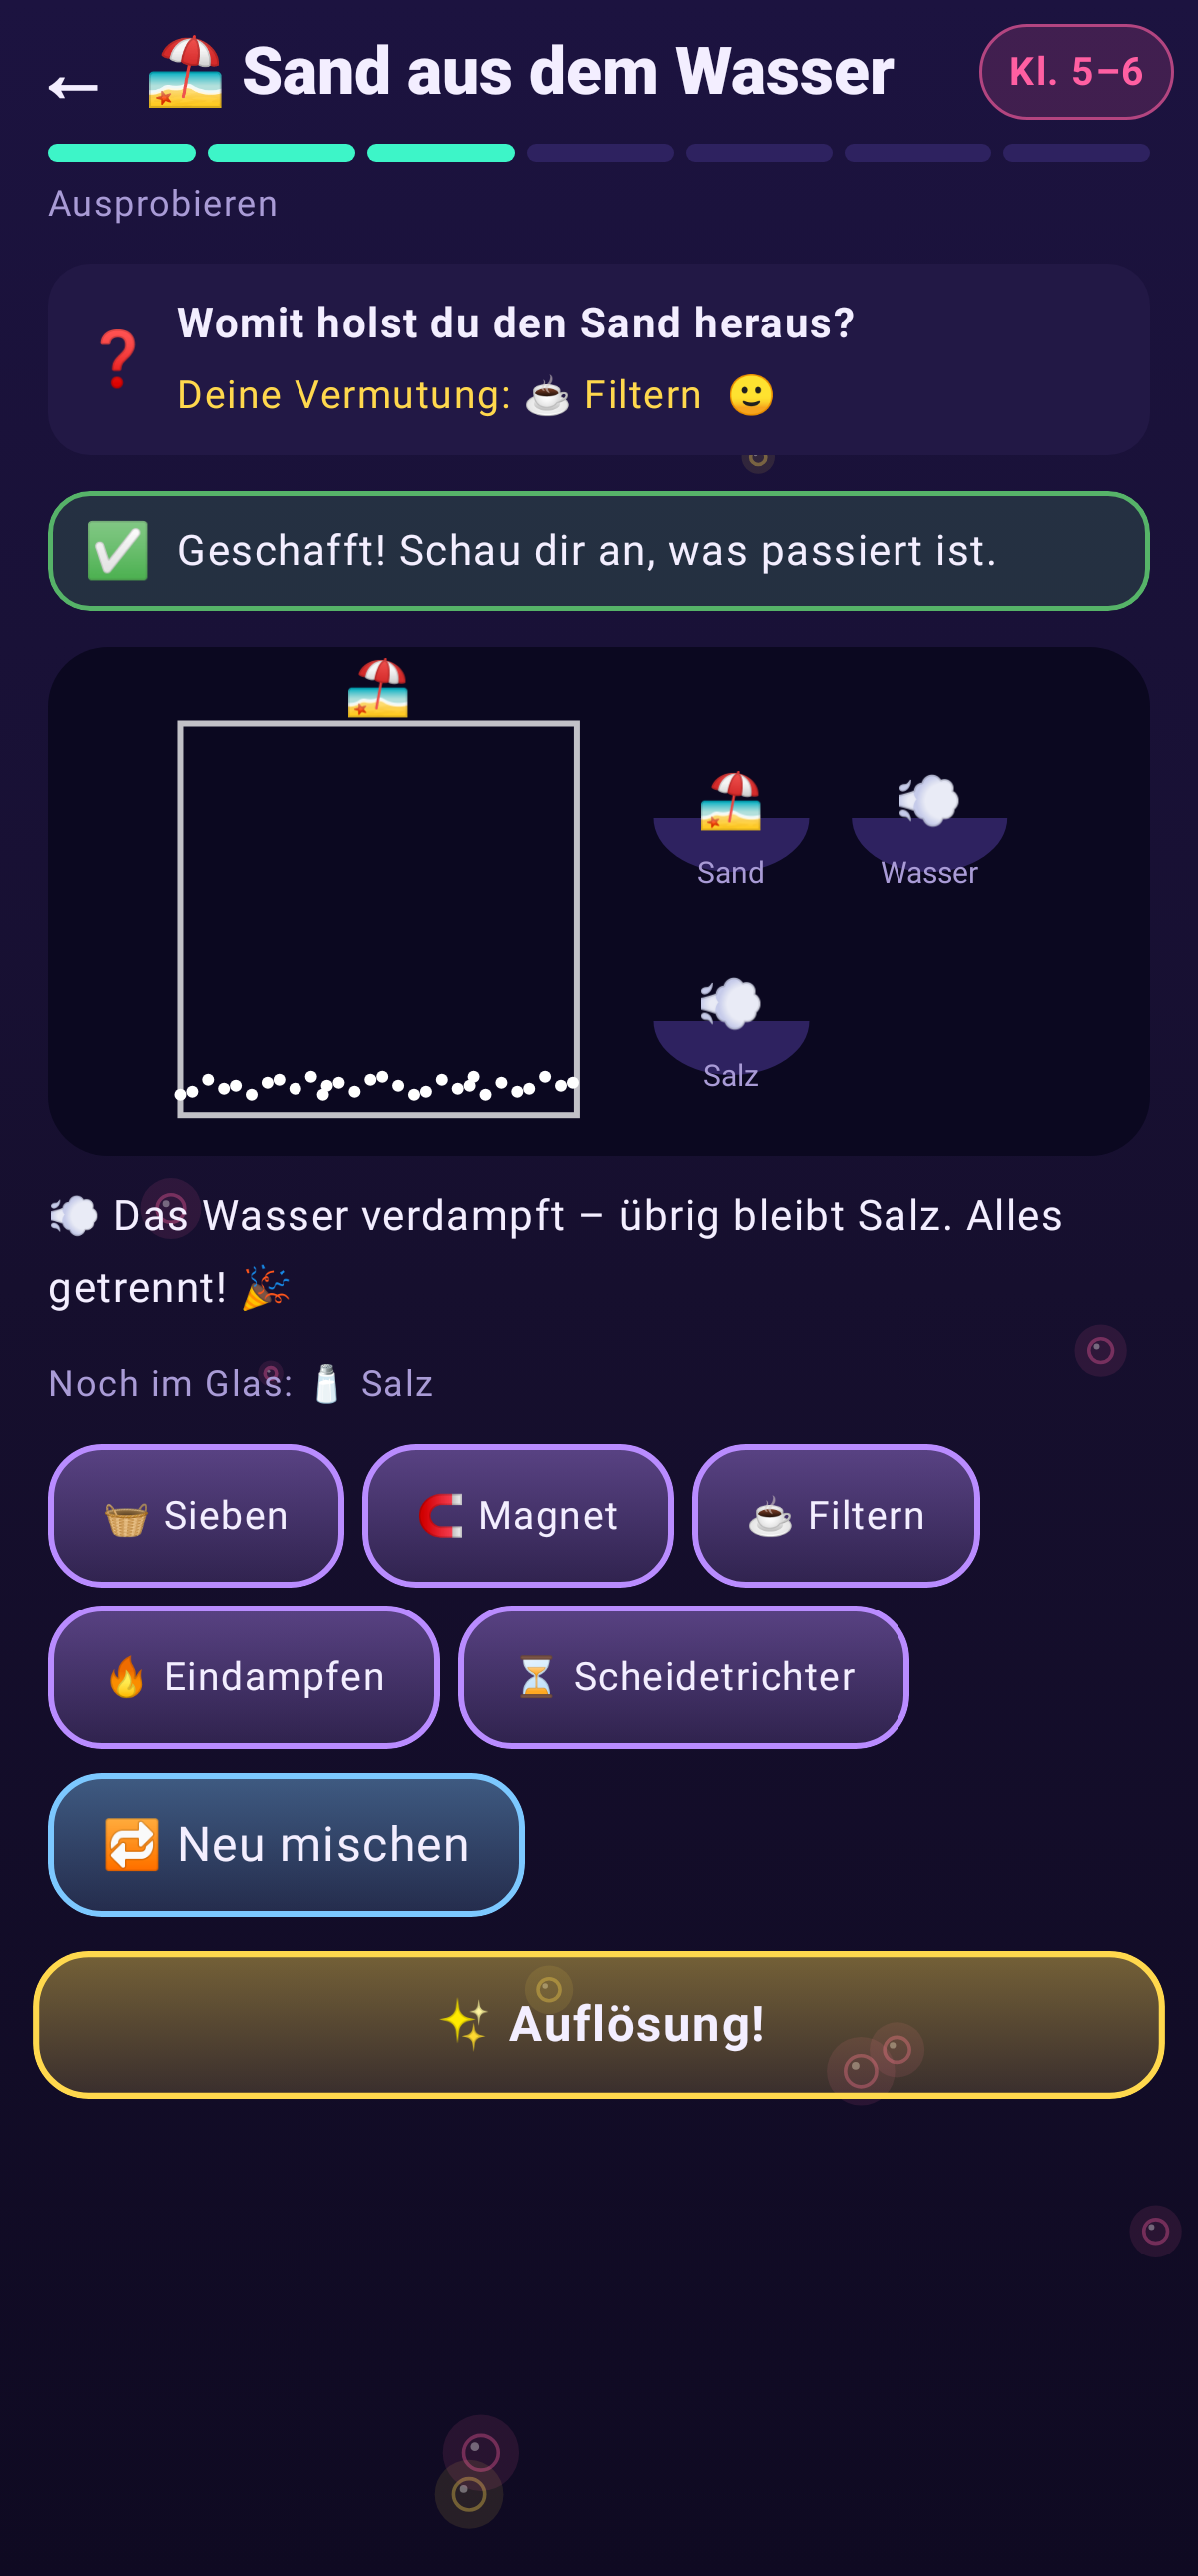 Sand aus dem Wasser
Kl. 5–6
Ausprobieren
Womit holst du den Sand heraus?
Deine Vermutung: ☕ Filtern 🙂
Geschafft! Schau dir an, was passiert ist.
Sand
Wasser
Salz
Das Wasser verdampft – übrig bleibt Salz. Alles
getrennt! 🎉
Noch im Glas: 🧂 Salz
Sieben
Magnet
Filtern
Eindampfen
Scheidetrichter
Neu mischen
Auflösung!